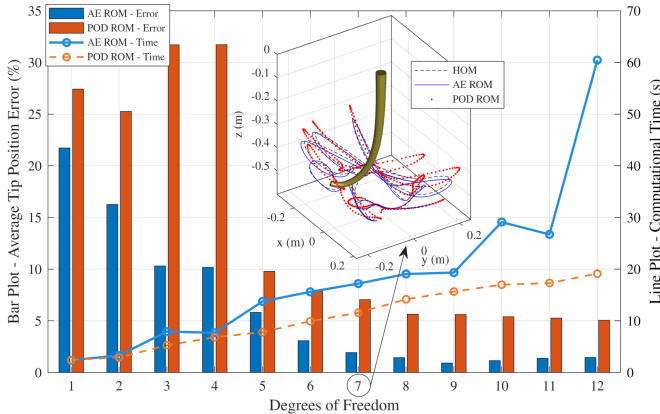 AE ROM - Error
POD ROM - Error
AE ROM - Time
POD ROM - Time
Bar Plot - Average Tip Position Error (%)
35
30
25
20
15
10
5
0
1 2 3 4 5 6 7 8 9 10 11 12
Degrees of Freedom
70
60
50
40
30
20
10
0
Line Plot - Computational Time (s)
0
-0.1
-0.2
-0.3
-0.4
-0.5
z (m)
-0.2
0
0.2
x (m)
-0.2
0
0.2
y (m)
HOM
AE ROM
POD ROM